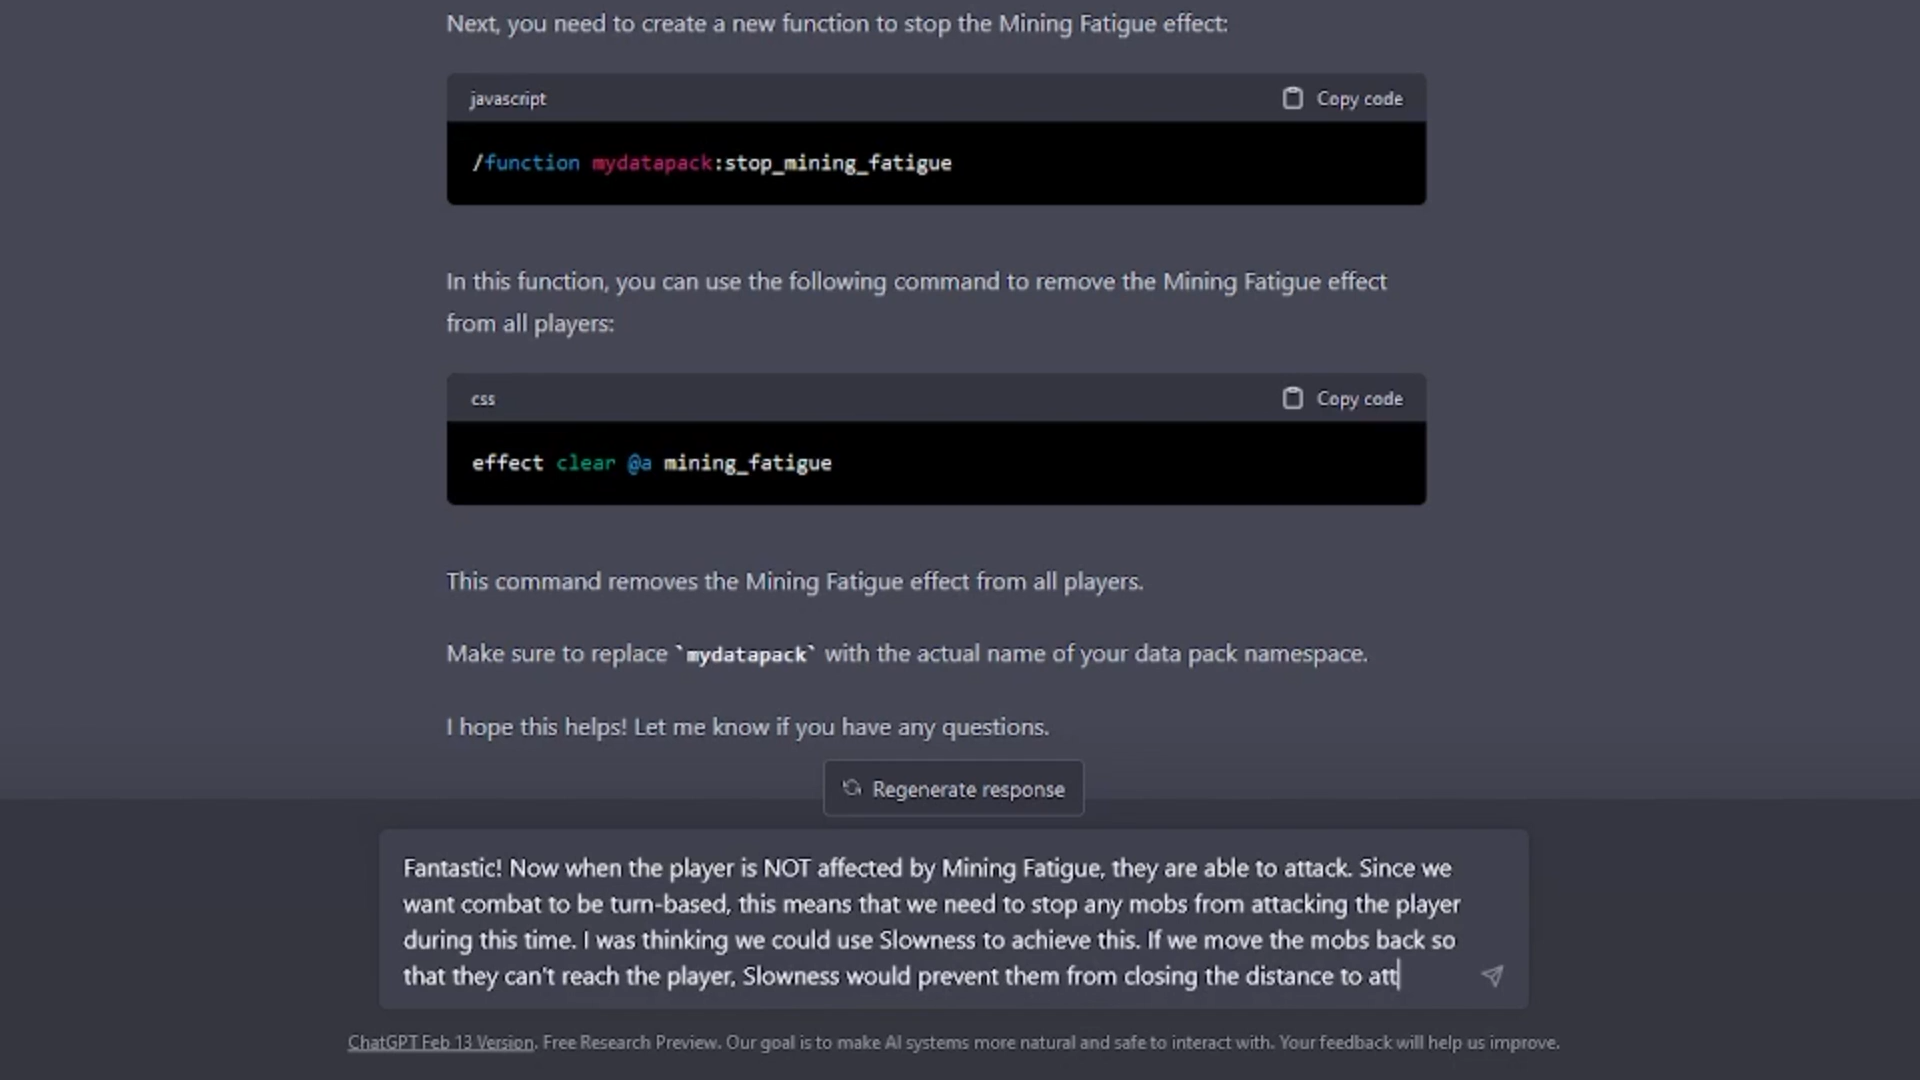 Next, you need to create a new function to stop the Mining Fatigue effect:
javascript
Copy code
/function mydatapack:stop_mining_fatigue
In this function, you can use the following command to remove the Mining Fatigue effect
from all players:
css
Copy code
effect clear @a mining_fatigue
This command removes the Mining Fatigue effect from all players.
Make sure to replace `mydatapack` with the actual name of your data pack namespace.
I hope this helps! Let me know if you have any questions.
Regenerate response
Fantastic! Now when the player is NOT affected by Mining Fatigue, they are able to attack. Since we
want combat to be turn-based, this means that we need to stop any mobs from attacking the player
during this time. I was thinking we could use Slowness to achieve this. If we move the mobs back so
that they can't reach the player, Slowness would prevent them from closing the distance to att
ChatGPT Feb 13 Version. Free Research Preview. Our goal is to make AI systems more natural and safe to interact with. Your feedback will help us improve.